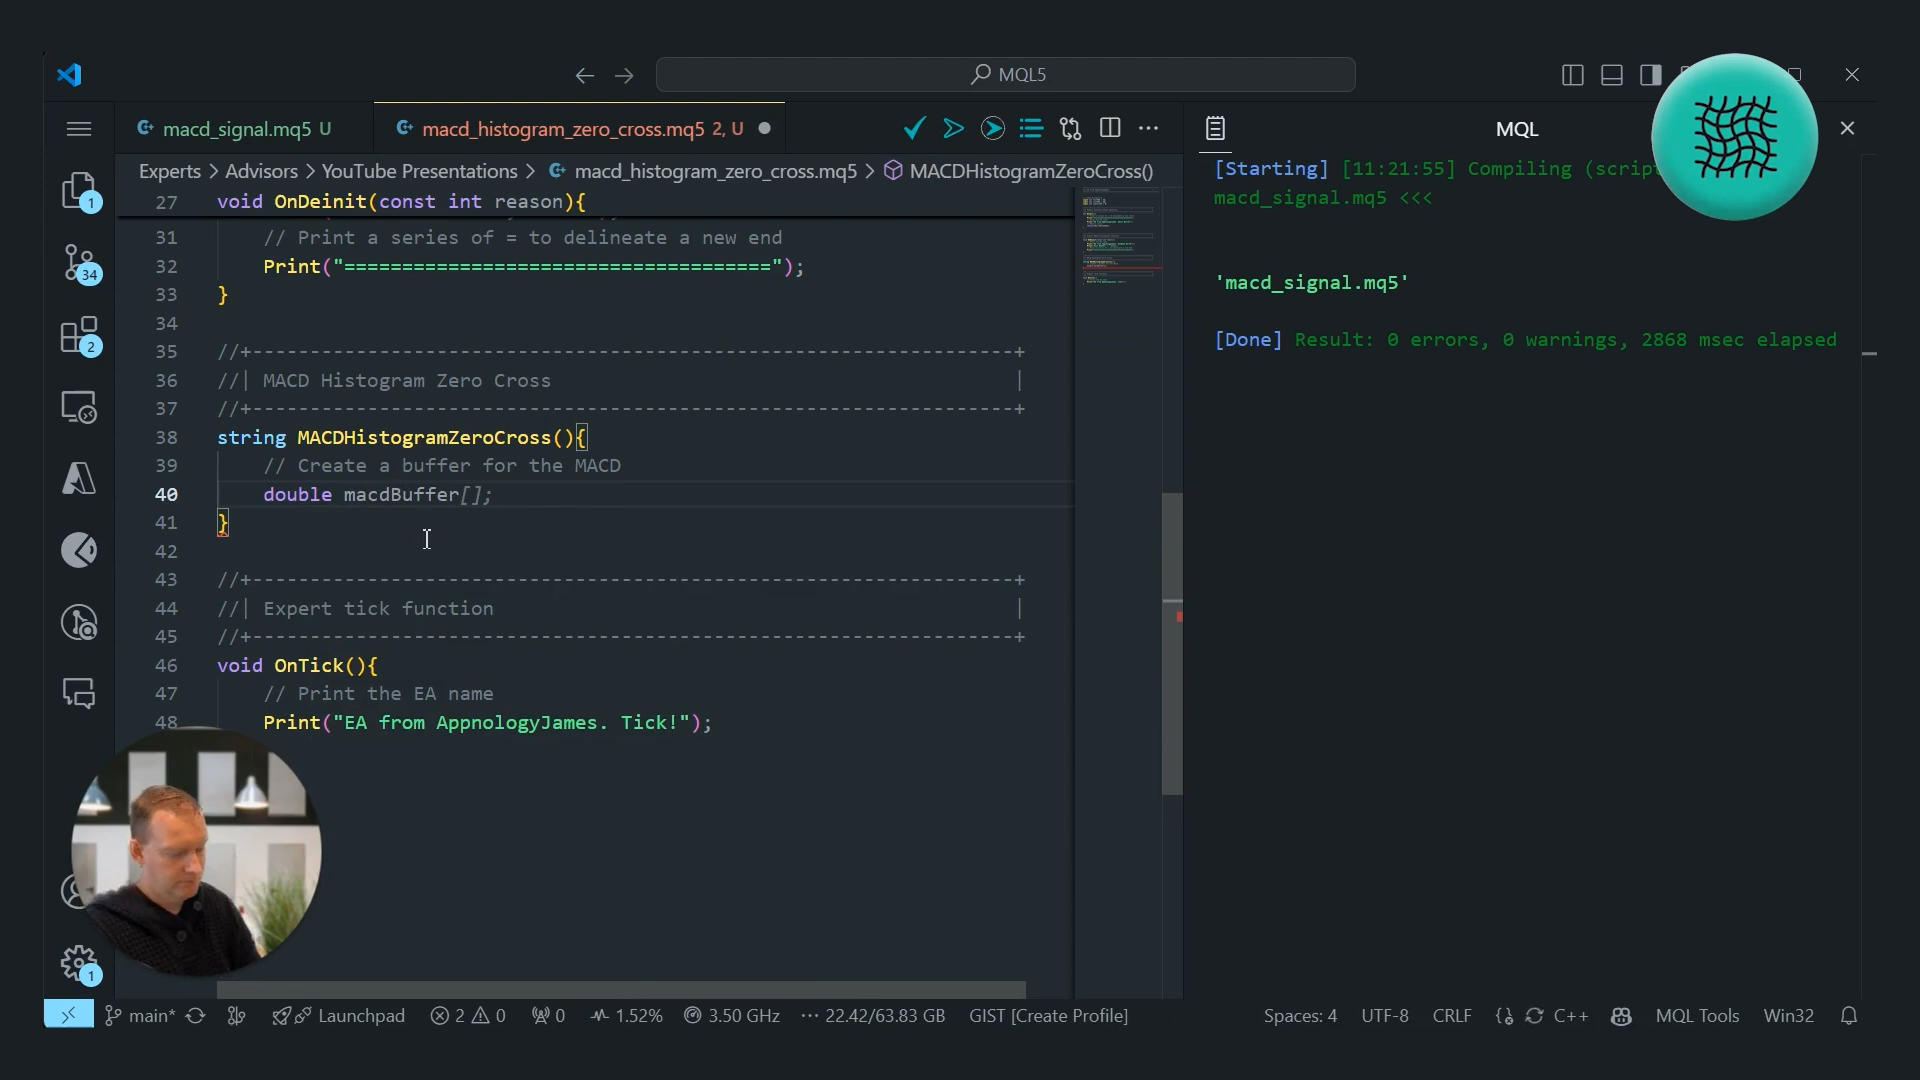 MQL5
macd_signal.mq5 U
macd_histogram_zero_cross.mq5 2, U
MQL
Experts > Advisors > YouTube Presentations > macd_histogram_zero_cross.mq5 > MACDHistogramZeroCross()
27 void OnDeinit(const int reason){
31 // Print a series of = to delineate a new end
32 Print("=====================================");
33 }
34
35 //+------------------------------------------------------------------+
36 //| MACD Histogram Zero Cross |
37 //+------------------------------------------------------------------+
38 string MACDHistogramZeroCross(){
39 // Create a buffer for the MACD
40 double macdBuffer[];
41 }
42
43 //+------------------------------------------------------------------+
44 //| Expert tick function |
45 //+------------------------------------------------------------------+
46 void OnTick(){
47 // Print the EA name
48 Print("EA from AppnologyJames. Tick!");
[Starting] [11:21:55] Compiling
macd_signal.mq5 <<<
'macd_signal.mq5'
[Done] Result: 0 errors, 0 warnings, 2868 msec elapsed
1
34
2
1
main* Launchpad 2 0 0 1.52% 3.50 GHz 22.42/63.83 GB GIST [Create Profile] Spaces: 4 UTF-8 CRLF C++ MQL Tools Win32